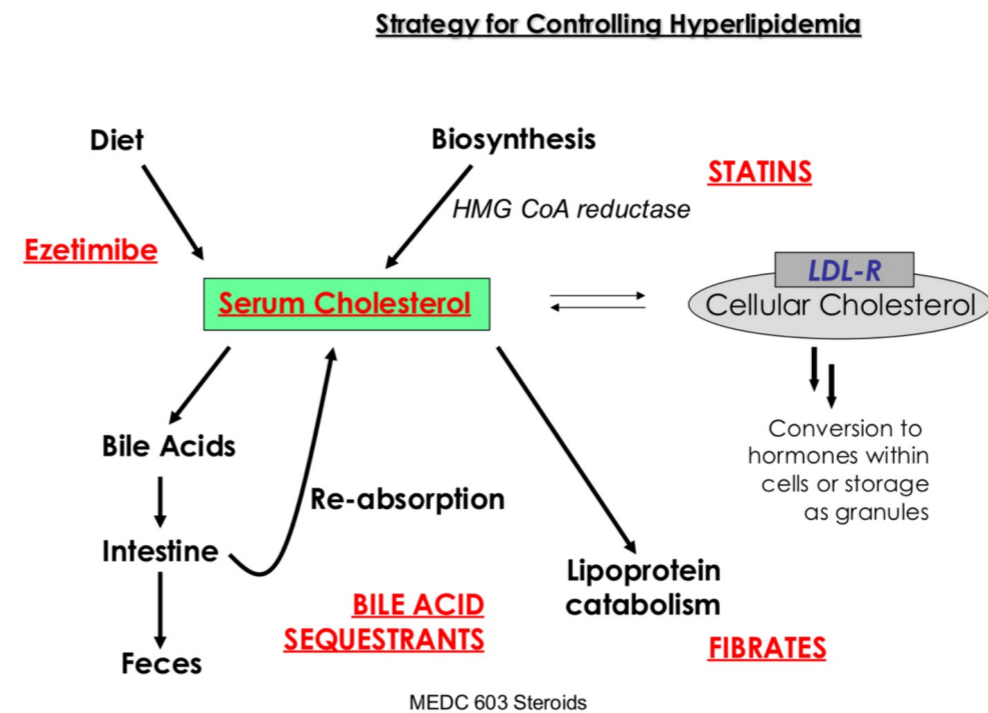 Strategy for Controlling Hyperlipidemia
Diet
Biosynthesis
STATINS
HMG CoA reductase
Ezetimibe
Serum Cholesterol
LDL-R
Cellular Cholesterol
Bile Acids
Conversion to
hormones within
cells or storage
as granules
Re-absorption
Intestine
Lipoprotein
catabolism
BILE ACID
SEQUESTRANTS
FIBRATES
Feces
MEDC 603 Steroids